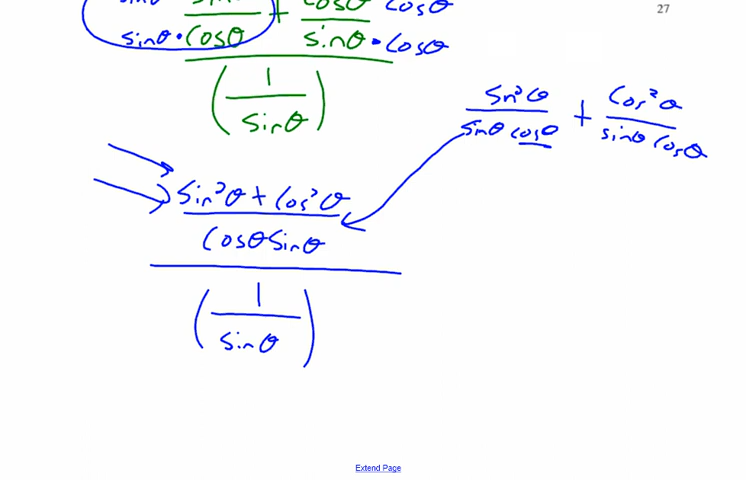 27
sinθ · cosθ sinθ · cosθ
(1/sinθ)
sin²θ/sinθ cosθ + cos²θ/sinθ cosθ
sin²θ + cos²θ
cosθ sinθ
(1/sinθ)
Extend Page